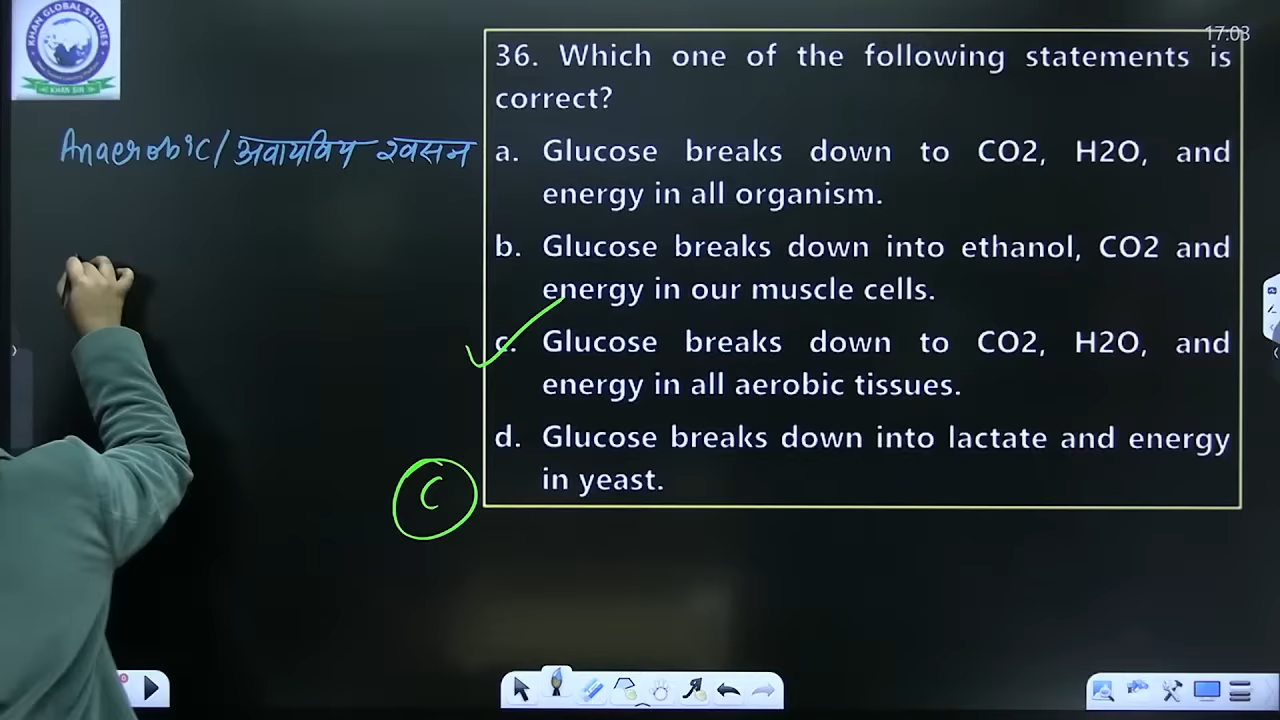 KHAN GLOBAL STUDIES
KHAN SIR
17:03
36. Which one of the following statements is
correct?
Anaerobic/अवायविय श्वसन
a. Glucose breaks down to CO2, H2O, and
energy in all organism.
b. Glucose breaks down into ethanol, CO2 and
energy in our muscle cells.
c. Glucose breaks down to CO2, H2O, and
energy in all aerobic tissues.
d. Glucose breaks down into lactate and energy
in yeast.
C